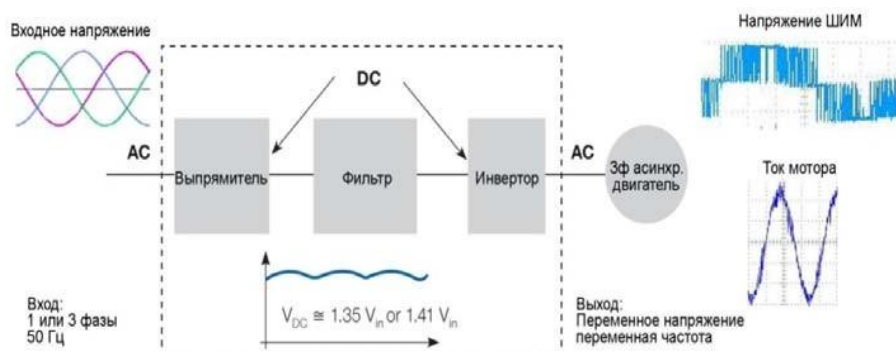 Входное напряжение
Напряжение ШИМ
DC
AC
Выпрямитель
Фильтр
Инвертор
AC
3ф асинхр.
двигатель
Ток мотора
V_DC ≅ 1.35 V_in or 1.41 V_in
Вход:
1 или 3 фазы
50 Гц
Выход:
Переменное напряжение
переменная частота